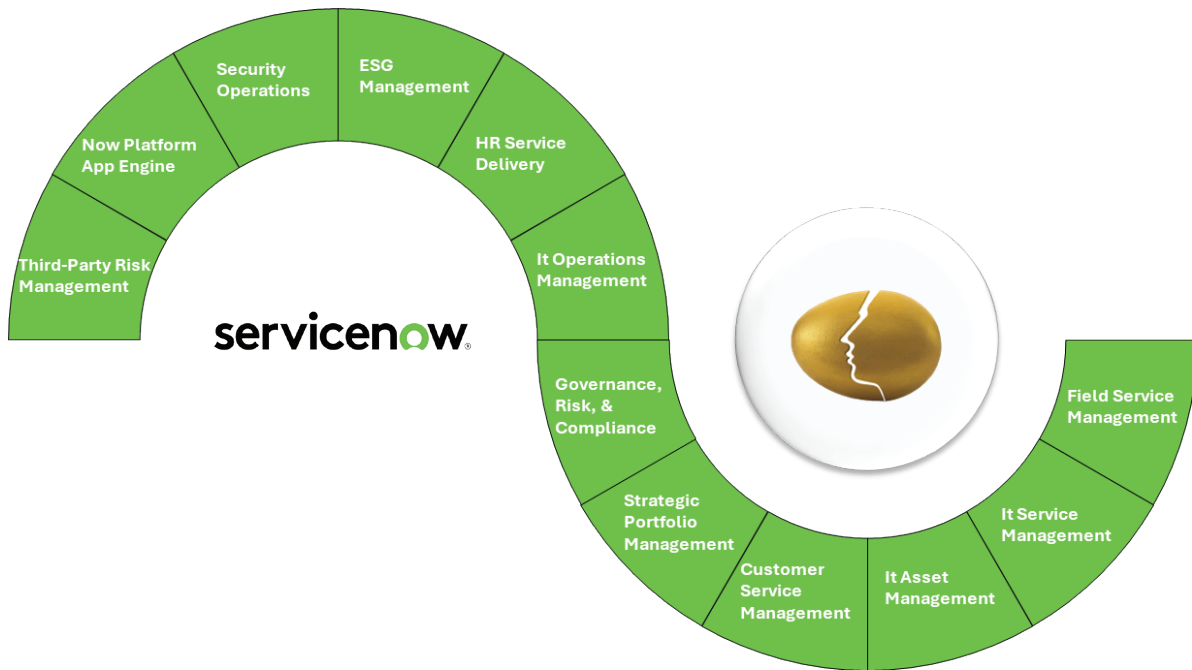 Security
Operations
ESG
Management
Now Platform
App Engine
HR Service
Delivery
Third-Party Risk
Management
It Operations
Management
servicenow®
Governance,
Risk, &
Compliance
Field Service
Management
Strategic
Portfolio
Management
It Service
Management
Customer
Service
Management
It Asset
Management